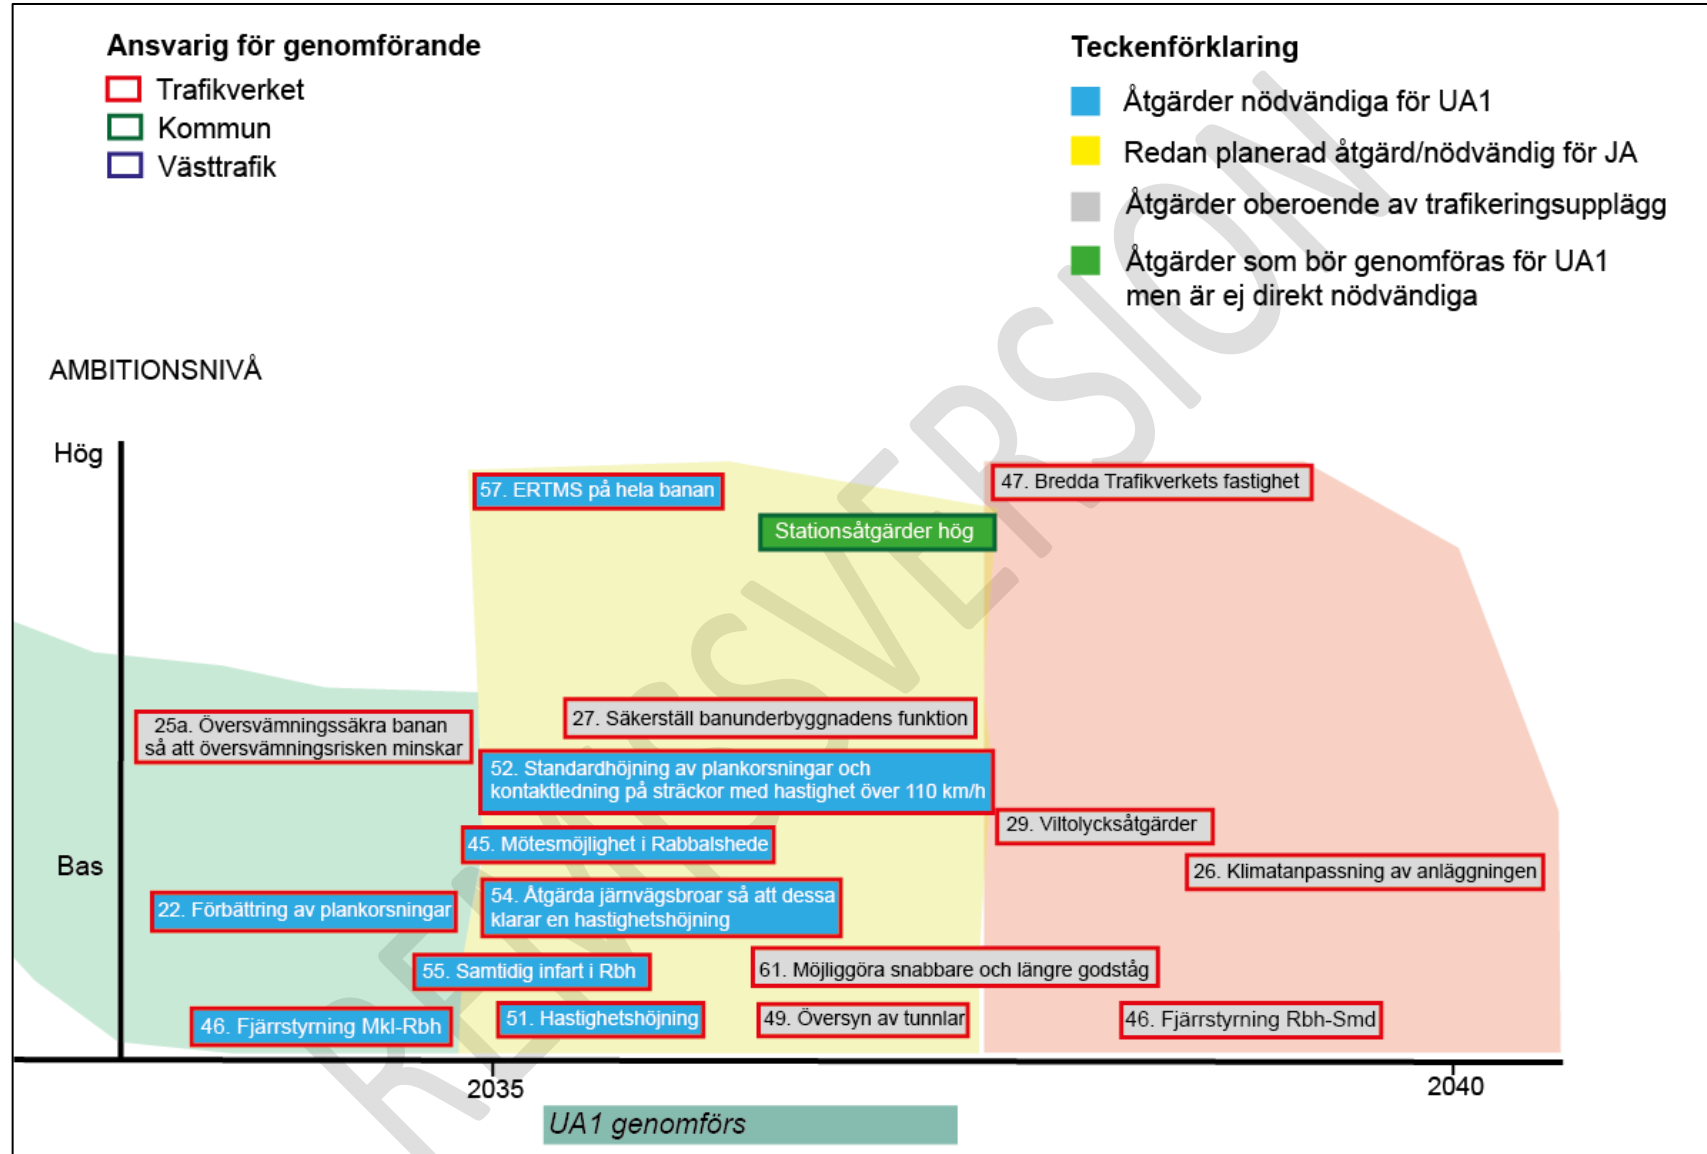 Ansvarig för genomförande
Trafikverket
Kommun
Västtrafik
Teckenförklaring
Åtgärder nödvändiga för UA1
Redan planerad åtgärd/nödvändig för JA
Åtgärder oberoende av trafikeringsupplägg
Åtgärder som bör genomföras för UA1
men är ej direkt nödvändiga
AMBITIONSNIVÅ
Hög
57. ERTMS på hela banan
47. Bredda Trafikverkets fastighet
Stationsåtgärder hög
25a. Översvämningssäkra banan
så att översvämningsrisken minskar
27. Säkerställ banunderbyggnadens funktion
52. Standardhöjning av plankorsningar och
kontaktledning på sträckor med hastighet över 110 km/h
29. Viltolycksåtgärder
45. Mötesmöjlighet i Rabbalshede
Bas
26. Klimatanpassning av anläggningen
22. Förbättring av plankorsningar
54. Åtgärda järnvägsbroar så att dessa
klarar en hastighetshöjning
55. Samtidig infart i Rbh
61. Möjliggöra snabbare och längre godståg
46. Fjärrstyrning Mkl-Rbh
51. Hastighetshöjning
49. Översyn av tunnlar
46. Fjärrstyrning Rbh-Smd
2035
2040
UA1 genomförs
REMISSVERSION